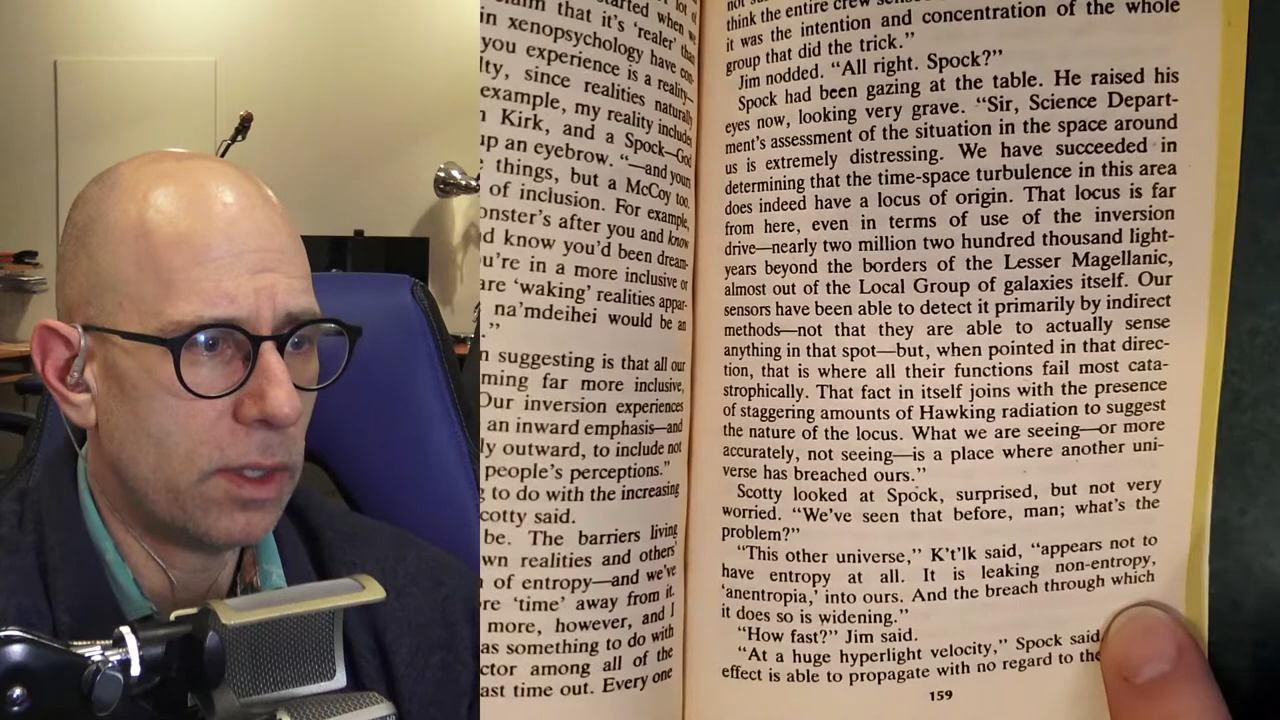 started when we
claim that it's 'realer' than
in xenopsychology have con-
you experience is a reality—
since realities naturally
example, my reality includes
Kirk, and a Spock—God
up an eyebrow. "—and yours
things, but a McCoy too.
of inclusion. For example,
after you and know
know you'd been dream-
in a more inclusive or
are 'waking' realities appar-
na'mdeihei would be an
."
suggesting is that all our
far more inclusive,
Our inversion experiences
an inward emphasis—and
outward, to include not
people's perceptions."
to do with the increasing
said.
be. The barriers living
own realities and others'
of entropy—and we've
'time' away from it.
more, however, and I
something to do with
among all of the
time out. Every one
think the entire crew
it was the intention and concentration of the whole
group that did the trick."
Jim nodded. "All right. Spock?"
Spock had been gazing at the table. He raised his
eyes now, looking very grave. "Sir, Science Depart-
ment's assessment of the situation in the space around
us is extremely distressing. We have succeeded in
determining that the time-space turbulence in this area
does indeed have a locus of origin. That locus is far
from here, even in terms of use of the inversion
drive—nearly two million two hundred thousand light-
years beyond the borders of the Lesser Magellanic,
almost out of the Local Group of galaxies itself. Our
sensors have been able to detect it primarily by indirect
methods—not that they are able to actually sense
anything in that spot—but, when pointed in that direc-
tion, that is where all their functions fail most cata-
strophically. That fact in itself joins with the presence
of staggering amounts of Hawking radiation to suggest
the nature of the locus. What we are seeing—or more
accurately, not seeing—is a place where another uni-
verse has breached ours."
Scotty looked at Spock, surprised, but not very
worried. "We've seen that before, man; what's the
problem?"
"This other universe," K't'lk said, "appears not to
have entropy at all. It is leaking non-entropy,
'anentropia,' into ours. And the breach through which
it does so is widening."
"How fast?" Jim said.
"At a huge hyperlight velocity," Spock said.
effect is able to propagate with no regard to the
159